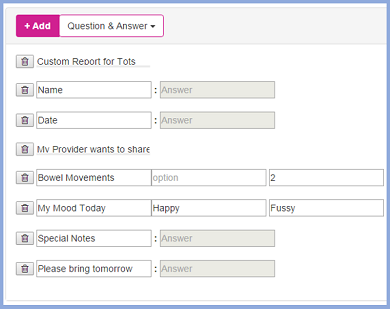 + Add Question & Answer
Custom Report for Tots
Name : Answer
Date : Answer
My Provider wants to share
Bowel Movements option 2
My Mood Today Happy Fussy
Special Notes : Answer
Please bring tomorrow : Answer